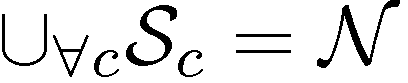 ∪∀c𝒮c = 𝒩